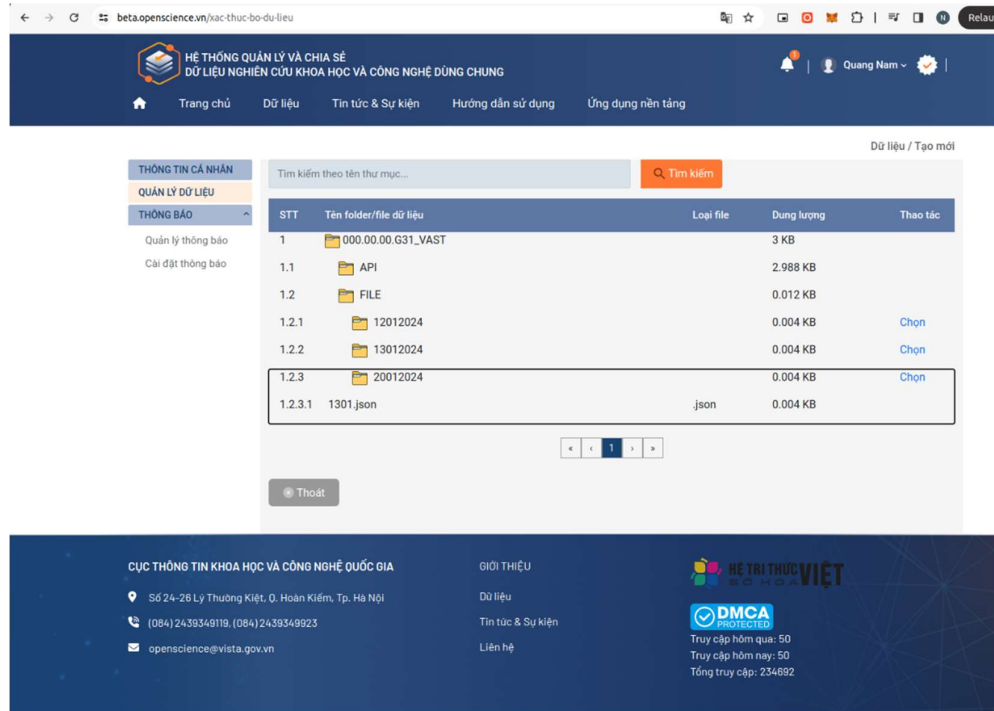 beta.openscience.vn/xac-thuc-bo-du-lieu
N
Relau
HỆ THỐNG QUẢN LÝ VÀ CHIA SẺ
DỮ LIỆU NGHIÊN CỨU KHOA HỌC VÀ CÔNG NGHỆ DÙNG CHUNG
Quang Nam
Trang chủ Dữ liệu Tin tức & Sự kiện Hướng dẫn sử dụng Ứng dụng nền tảng
Dữ liệu / Tạo mới
THÔNG TIN CÁ NHÂN
QUẢN LÝ DỮ LIỆU
THÔNG BÁO
Quản lý thông báo
Cài đặt thông báo
Tìm kiếm theo tên thư mục... Tìm kiếm
STT Tên folder/file dữ liệu Loại file Dung lượng Thao tác
1 000.00.00.G31_VAST 3 KB
1.1 API 2.988 KB
1.2 FILE 0.012 KB
1.2.1 12012024 0.004 KB Chọn
1.2.2 13012024 0.004 KB Chọn
1.2.3 20012024 0.004 KB Chọn
1.2.3.1 1301.json .json 0.004 KB
« ‹ 1 › »
Thoát
CỤC THÔNG TIN KHOA HỌC VÀ CÔNG NGHỆ QUỐC GIA
Số 24-26 Lý Thường Kiệt, Q. Hoàn Kiếm, Tp. Hà Nội
(084) 2439349119, (084) 2439349923
openscience@vista.gov.vn
GIỚI THIỆU
Dữ liệu
Tin tức & Sự kiện
Liên hệ
HỆ TRI THỨC VIỆT
SỐ HÓA
DMCA
PROTECTED
Truy cập hôm qua: 50
Truy cập hôm nay: 50
Tổng truy cập: 234692